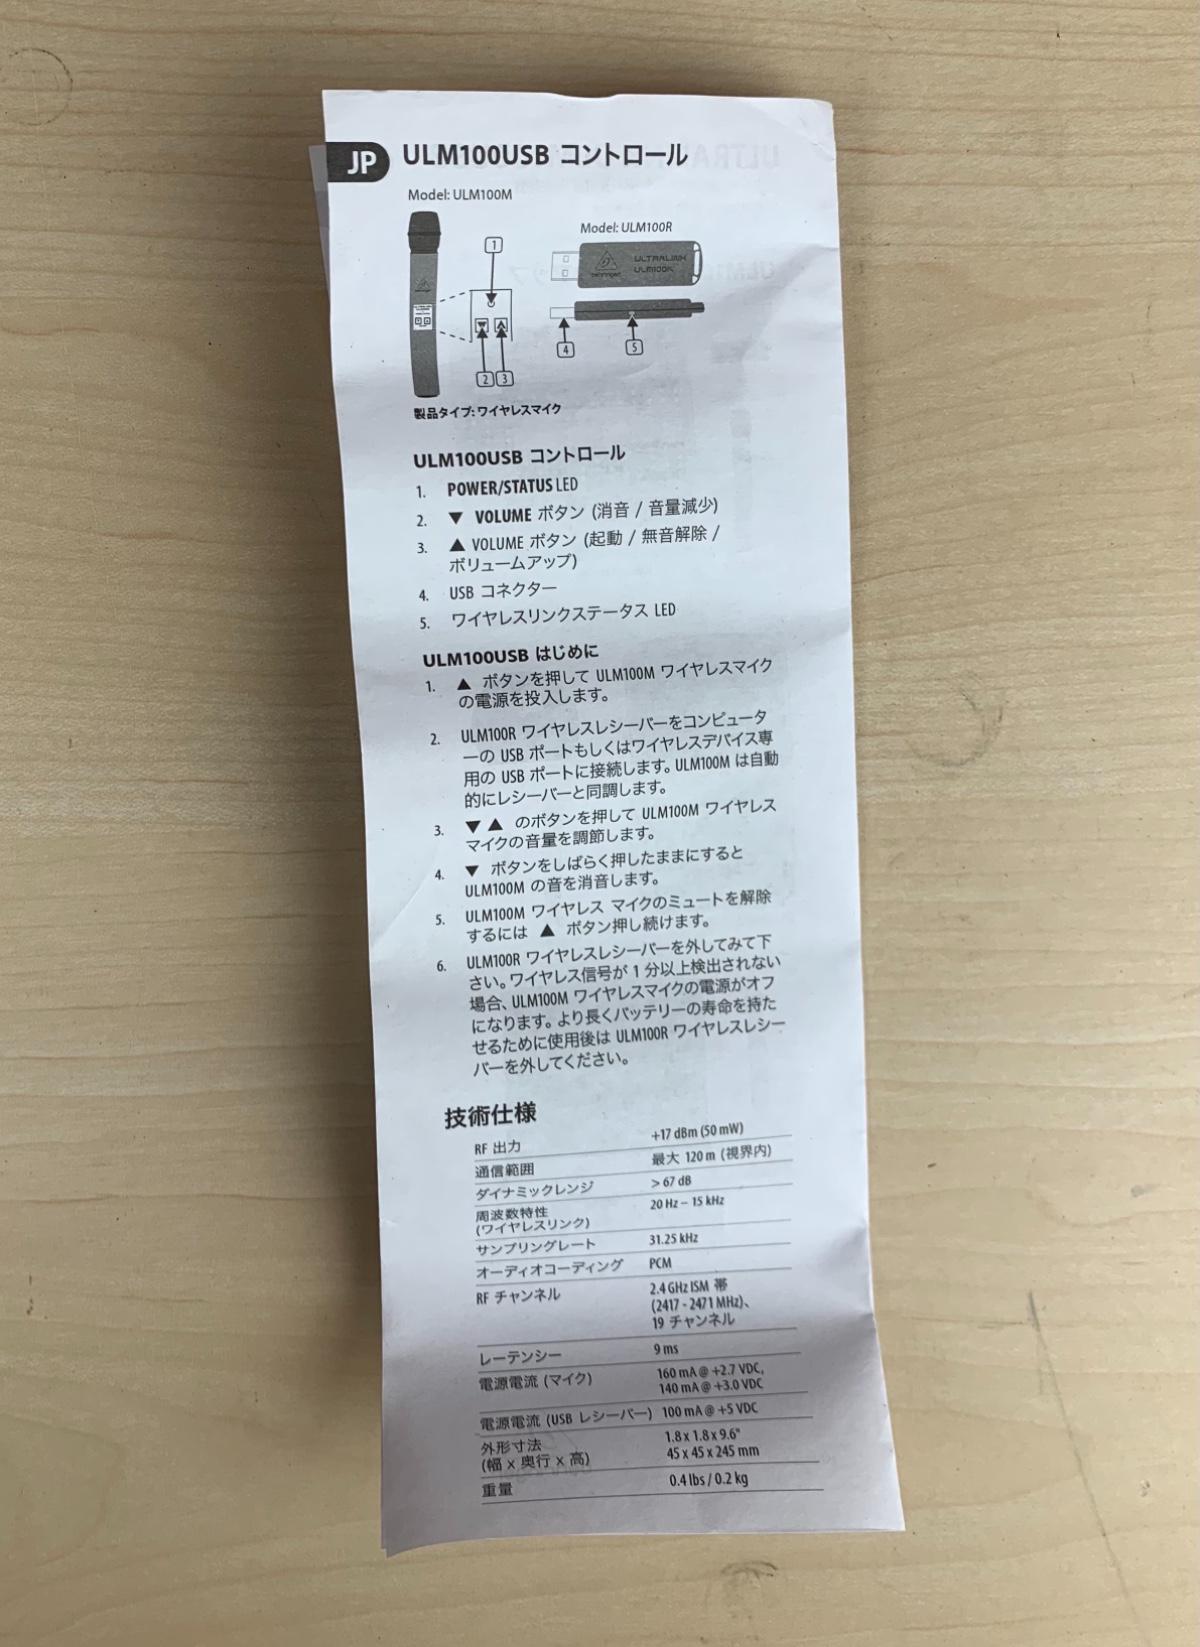 JP ULM100USB コントロール
Model: ULM100M
Model: ULM100R
1
behringer
ULTRALINK
ULM100R
4
5
2 3
製品タイプ: ワイヤレスマイク
ULM100USB コントロール
1. POWER/STATUS LED
2. ▼ VOLUME ボタン (消音 / 音量減少)
3. ▲ VOLUME ボタン (起動 / 無音解除 /
ボリュームアップ)
4. USB コネクター
5. ワイヤレスリンクステータス LED
ULM100USB はじめに
1. ▲ ボタンを押して ULM100M ワイヤレスマイク
の電源を投入します。
2. ULM100R ワイヤレスレシーバーをコンピュータ
ーの USB ポートもしくはワイヤレスデバイス専
用の USB ポートに接続します。ULM100M は自動
的にレシーバーと同調します。
3. ▼ ▲ のボタンを押して ULM100M ワイヤレス
マイクの音量を調節します。
4. ▼ ボタンをしばらく押したままにすると
ULM100M の音を消音します。
5. ULM100M ワイヤレス マイクのミュートを解除
するには ▲ ボタン押し続けます。
6. ULM100R ワイヤレスレシーバーを外してみて下
さい。ワイヤレス信号が 1 分以上検出されない
場合、ULM100M ワイヤレスマイクの電源がオフ
になります。より長くバッテリーの寿命を持た
せるために使用後は ULM100R ワイヤレスレシー
バーを外してください。
技術仕様
RF 出力 +17 dBm (50 mW)
通信範囲 最大 120 m (視界内)
ダイナミックレンジ > 67 dB
周波数特性 20 Hz – 15 kHz
(ワイヤレスリンク)
サンプリングレート 31.25 kHz
オーディオコーディング PCM
RF チャンネル 2.4 GHz ISM 帯
(2417 - 2471 MHz)、
19 チャンネル
レーテンシー 9 ms
電源電流 (マイク) 160 mA @ +2.7 VDC,
140 mA @ +3.0 VDC
電源電流 (USB レシーバー) 100 mA @ +5 VDC
外形寸法 1.8 x 1.8 x 9.6"
(幅 x 奥行 x 高) 45 x 45 x 245 mm
重量 0.4 lbs / 0.2 kg